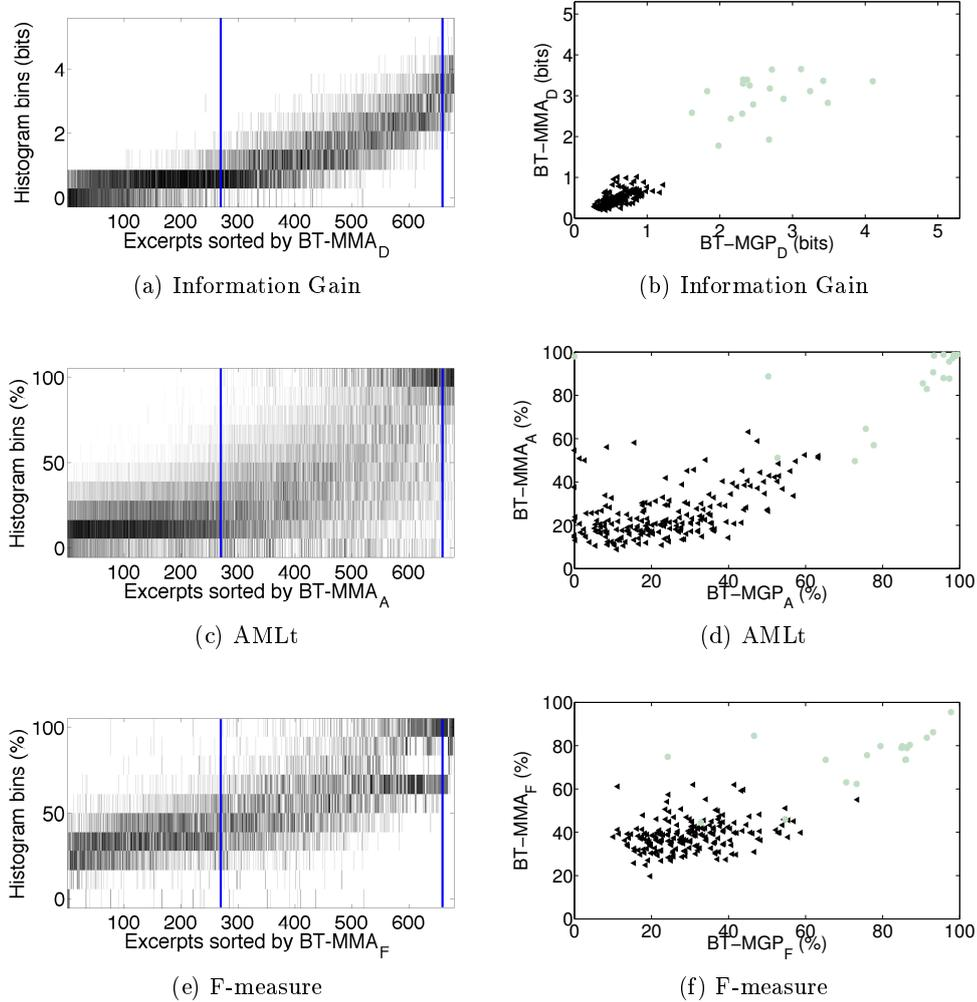 Histogram bins (bits)
4
2
0
100 200 300 400 500 600
Excerpts sorted by BT-MMA_D
(a) Information Gain
BT−MMA_D (bits)
5
4
3
2
1
0
0 1 2 3 4 5
BT−MGP_D (bits)
(b) Information Gain
Histogram bins (%)
100
50
0
100 200 300 400 500 600
Excerpts sorted by BT-MMA_A
(c) AMLt
BT−MMA_A (%)
100
80
60
40
20
0
0 20 40 60 80 100
BT−MGP_A (%)
(d) AMLt
Histogram bins (%)
100
50
0
100 200 300 400 500 600
Excerpts sorted by BT-MMA_F
(e) F-measure
BT−MMA_F (%)
100
80
60
40
20
0
0 20 40 60 80 100
BT−MGP_F (%)
(f) F-measure